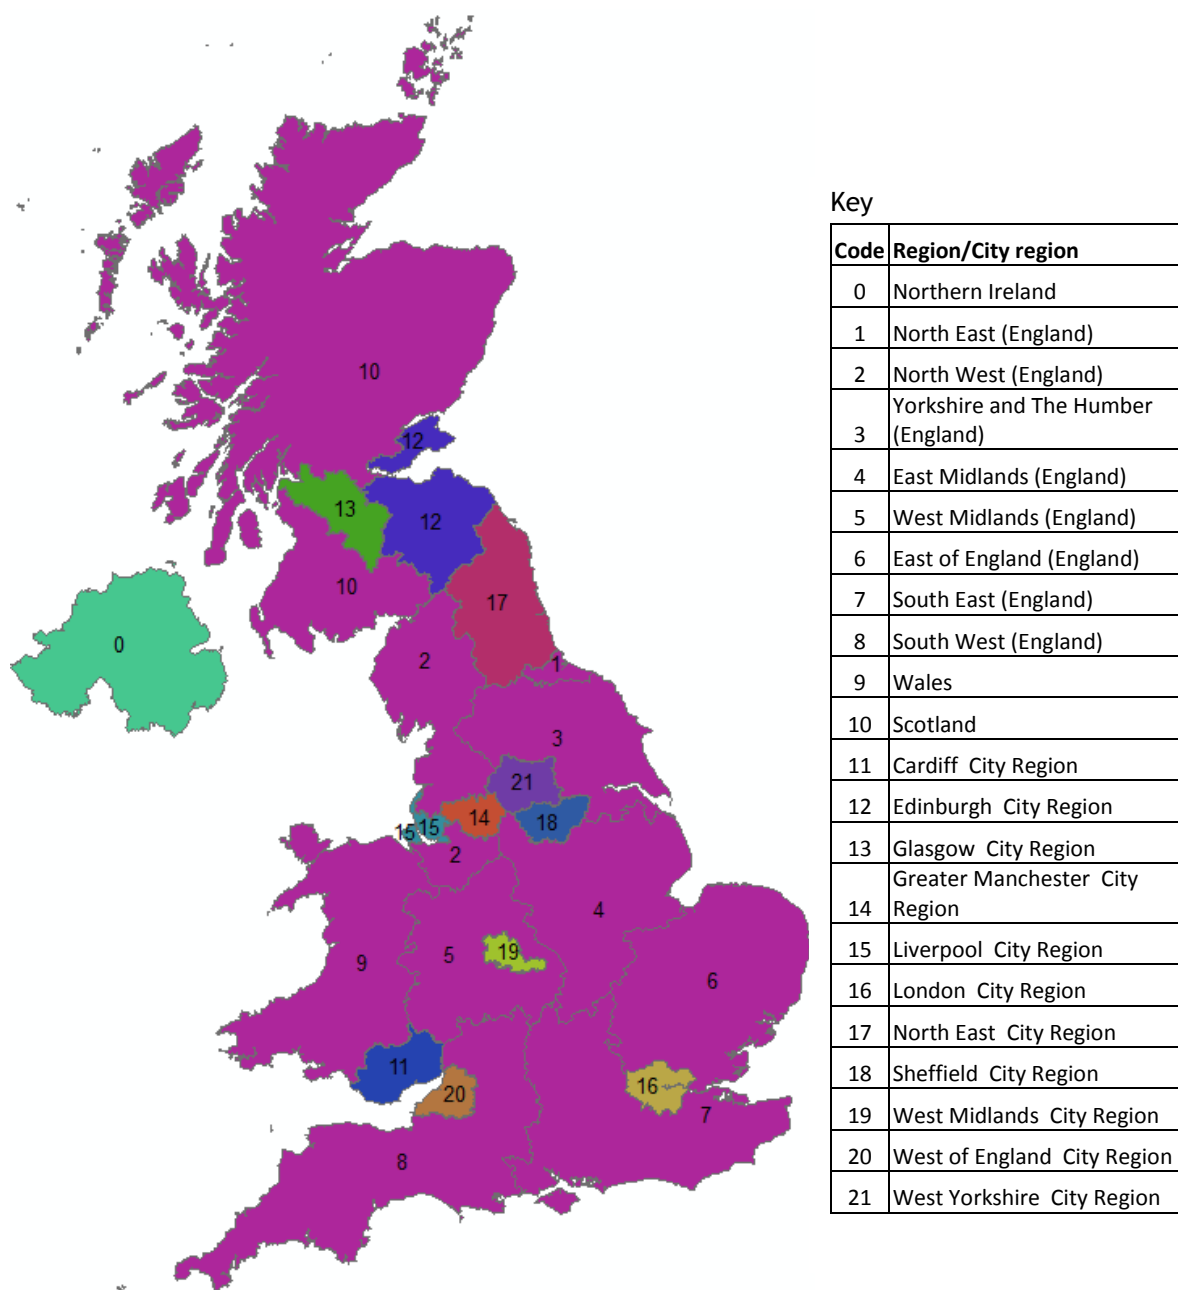 10
12
13
12
10
17
0
2
1
3
21
15
15
14
18
2
4
5
19
9
6
11
20
16
7
8
Key
Code Region/City region
0 Northern Ireland
1 North East (England)
2 North West (England)
Yorkshire and The Humber
3 (England)
4 East Midlands (England)
5 West Midlands (England)
6 East of England (England)
7 South East (England)
8 South West (England)
9 Wales
10 Scotland
11 Cardiff City Region
12 Edinburgh City Region
13 Glasgow City Region
Greater Manchester City
14 Region
15 Liverpool City Region
16 London City Region
17 North East City Region
18 Sheffield City Region
19 West Midlands City Region
20 West of England City Region
21 West Yorkshire City Region